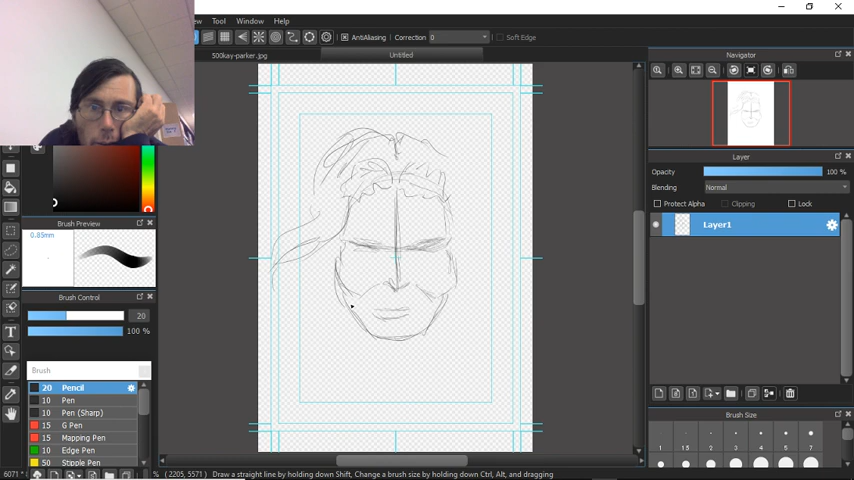 Tool Window Help
AntiAliasing Correction 0 Soft Edge
500kay-parker.jpg Untitled
Navigator
Layer
Opacity 100 %
Blending Normal
Protect Alpha Clipping Lock
Layer1
Brush Preview
0.85mm
Brush Control
20
100 %
Brush
20 Pencil
10 Pen
10 Pen (Sharp)
15 G Pen
15 Mapping Pen
10 Edge Pen
50 Stipple Pen
Brush Size
1 1.5 2 3 4 5 7
% ( 2205, 5571 ) Draw a straight line by holding down Shift, Change a brush size by holding down Ctrl, Alt, and dragging